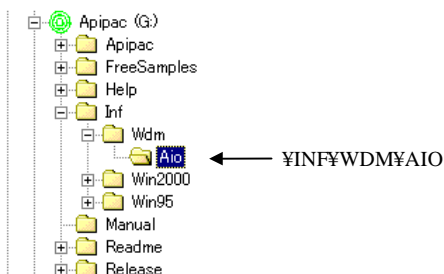 Apipac (G:)
Apipac
FreeSamples
Help
Inf
Wdm
Aio
¥INF¥WDM¥AIO
Win2000
Win95
Manual
Readme
Release